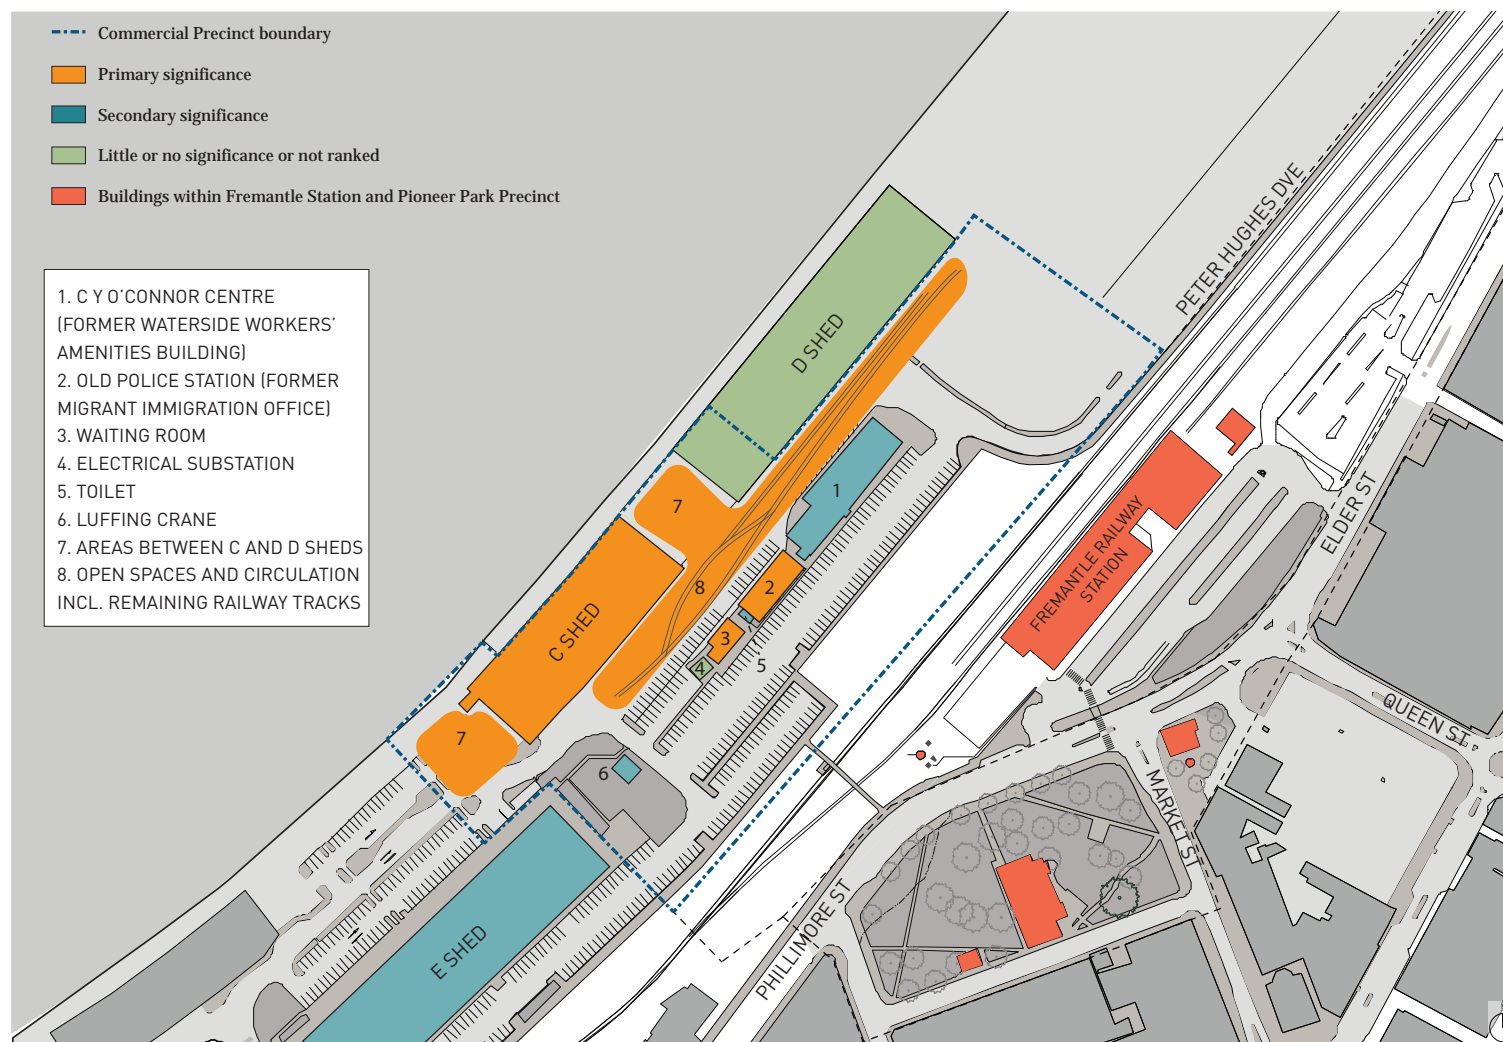 Commercial Precinct boundary
Primary significance
Secondary significance
Little or no significance or not ranked
Buildings within Fremantle Station and Pioneer Park Precinct
1. C Y O'CONNOR CENTRE
(FORMER WATERSIDE WORKERS'
AMENITIES BUILDING)
2. OLD POLICE STATION (FORMER
MIGRANT IMMIGRATION OFFICE)
3. WAITING ROOM
4. ELECTRICAL SUBSTATION
5. TOILET
6. LUFFING CRANE
7. AREAS BETWEEN C AND D SHEDS
8. OPEN SPACES AND CIRCULATION
INCL. REMAINING RAILWAY TRACKS
PETER HUGHES DVE
D SHED
1
7
ELDER ST
FREMANTLE RAILWAY
STATION
8
2
C SHED
3
4
5
QUEEN ST
7
6
MARKET ST
PHILLIMORE ST
E SHED